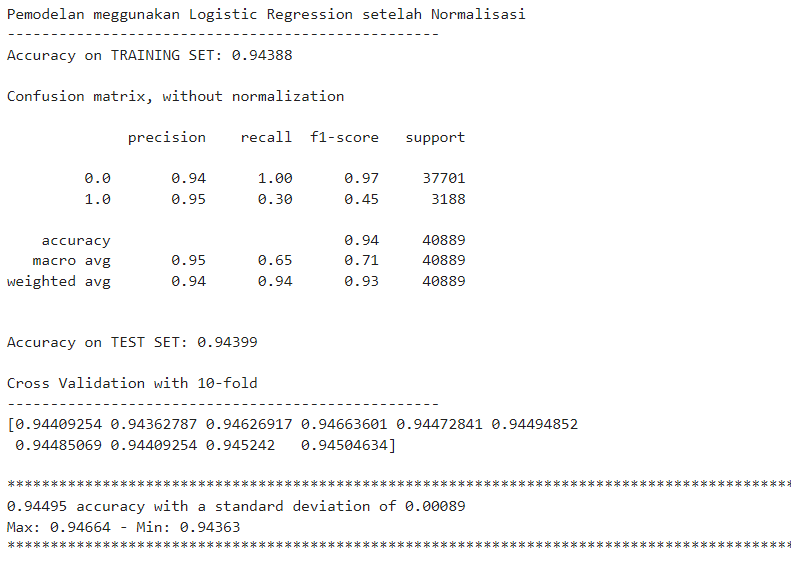 Pemodelan meggunakan Logistic Regression setelah Normalisasi
--------------------------------------------------
Accuracy on TRAINING SET: 0.94388
Confusion matrix, without normalization
precision recall f1-score support
0.0 0.94 1.00 0.97 37701
1.0 0.95 0.30 0.45 3188
accuracy 0.94 40889
macro avg 0.95 0.65 0.71 40889
weighted avg 0.94 0.94 0.93 40889
Accuracy on TEST SET: 0.94399
Cross Validation with 10-fold
--------------------------------------------------
[0.94409254 0.94362787 0.94626917 0.94663601 0.94472841 0.94494852
0.94485069 0.94409254 0.945242 0.94504634]
*******************************************************************************************
0.94495 accuracy with a standard deviation of 0.00089
Max: 0.94664 - Min: 0.94363
*******************************************************************************************